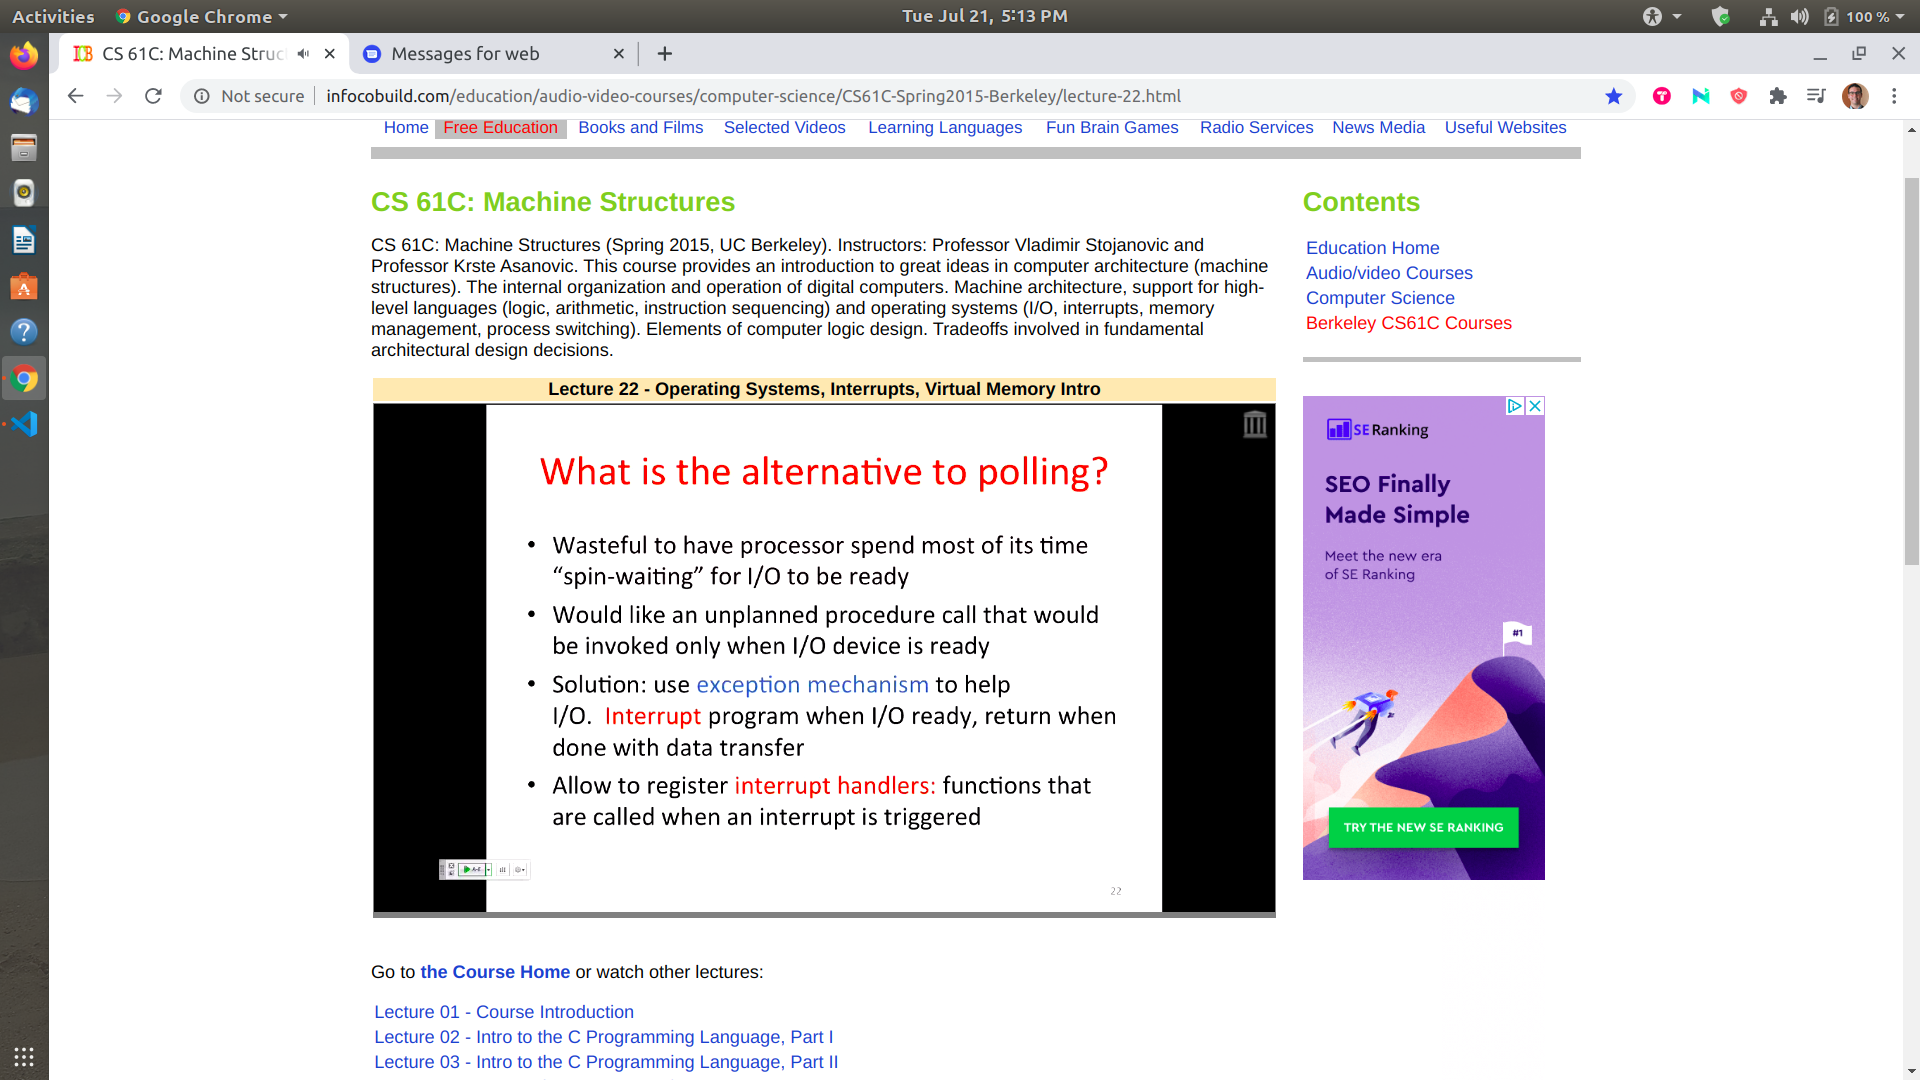 Activities
Google Chrome
Tue Jul 21, 5:13 PM
100 %
CS 61C: Machine Struc
Messages for web
Not secure
infocobuild.com/education/audio-video-courses/computer-science/CS61C-Spring2015-Berkeley/lecture-22.html
Home Free Education Books and Films Selected Videos Learning Languages Fun Brain Games Radio Services News Media Useful Websites
CS 61C: Machine Structures
CS 61C: Machine Structures (Spring 2015, UC Berkeley). Instructors: Professor Vladimir Stojanovic and
Professor Krste Asanovic. This course provides an introduction to great ideas in computer architecture (machine
structures). The internal organization and operation of digital computers. Machine architecture, support for high-
level languages (logic, arithmetic, instruction sequencing) and operating systems (I/O, interrupts, memory
management, process switching). Elements of computer logic design. Tradeoffs involved in fundamental
architectural design decisions.
Lecture 22 - Operating Systems, Interrupts, Virtual Memory Intro
What is the alternative to polling?
• Wasteful to have processor spend most of its time
“spin-waiting” for I/O to be ready
• Would like an unplanned procedure call that would
be invoked only when I/O device is ready
• Solution: use exception mechanism to help
I/O. Interrupt program when I/O ready, return when
done with data transfer
• Allow to register interrupt handlers: functions that
are called when an interrupt is triggered
22
Go to the Course Home or watch other lectures:
Lecture 01 - Course Introduction
Lecture 02 - Intro to the C Programming Language, Part I
Lecture 03 - Intro to the C Programming Language, Part II
Contents
Education Home
Audio/video Courses
Computer Science
Berkeley CS61C Courses
SE Ranking
SEO Finally
Made Simple
Meet the new era
of SE Ranking
#1
TRY THE NEW SE RANKING